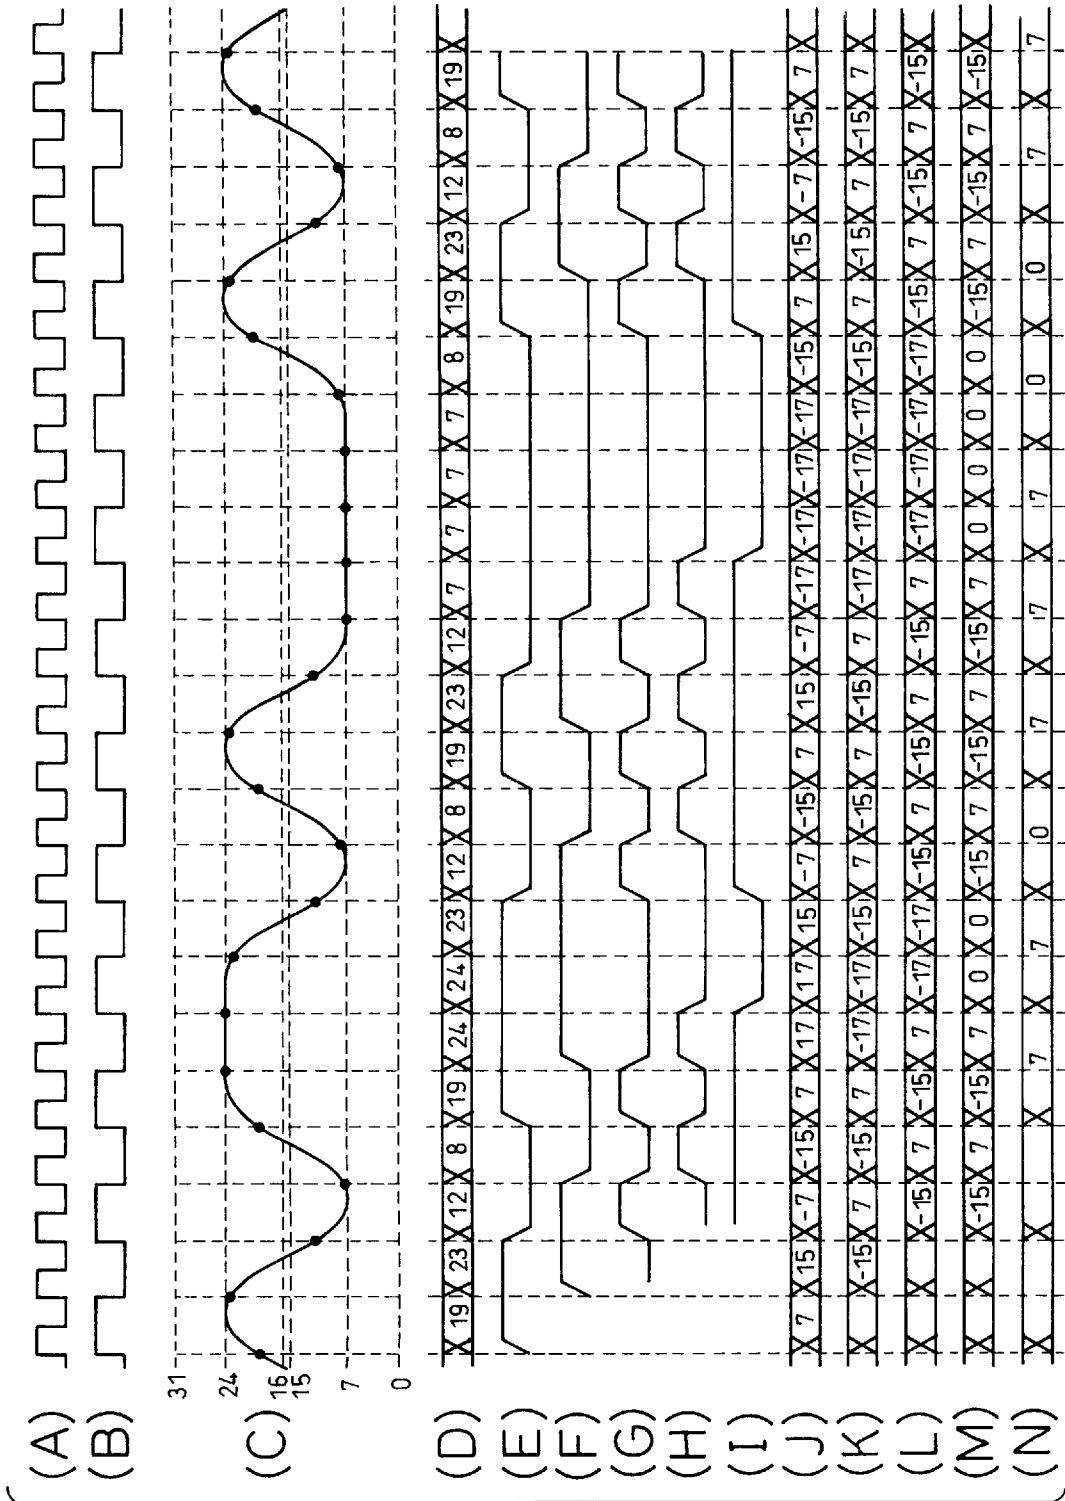 (A)
(B)
31
24
(C) 16
15
7
0
(D) 19 23 12 8 19 24 24 23 12 8 19 23 12 7 7 7 7 8 19 23 12 8 19
(E)
(F)
(G)
(H)
(I)
(J) 7 15 -7 -15 7 17 17 15 -7 -15 7 15 -7 -17 -17 -17 -17 -15 7 15 -7 -15 7
(K) -15 7 -15 7 -17 -17 -15 7 -15 7 -15 7 -17 -17 -17 -17 -15 7 -15 7 -15 7
(L) -15 7 -15 7 -17 -17 -15 7 -15 7 -15 7 -17 -17 -17 -17 -15 7 -15 7 -15
(M) -15 7 -15 7 0 0 -15 7 -15 7 -15 7 0 0 0 0 -15 7 -15 7 -15
(N) 7 7 0 7 7 7 0 0 7 7